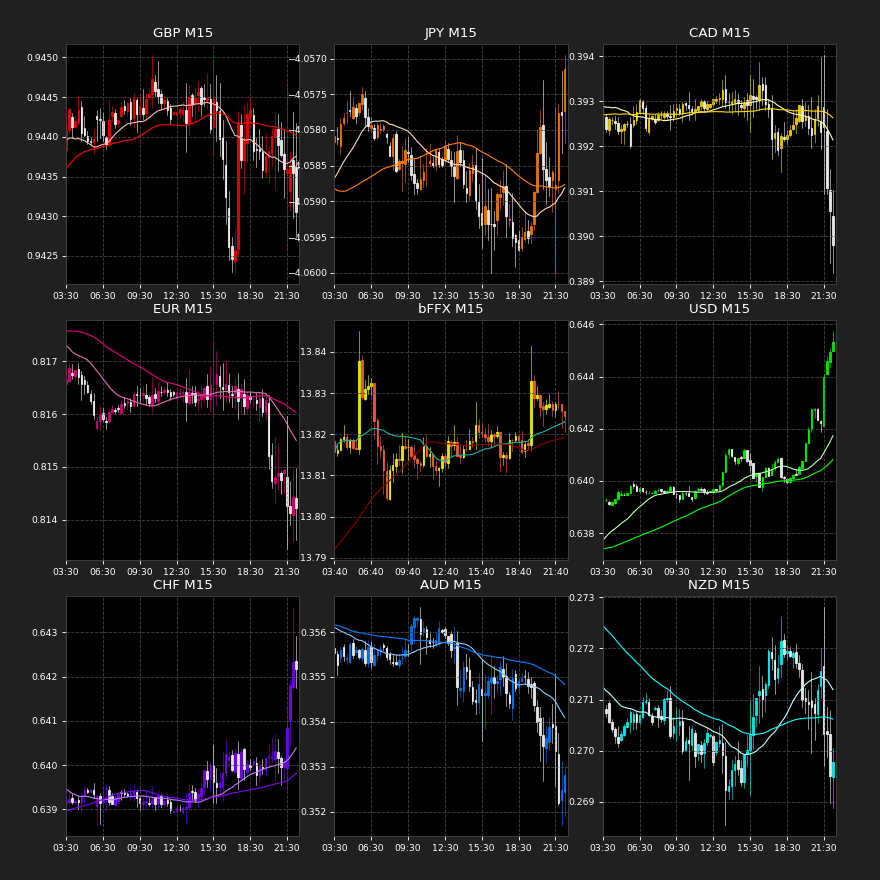 GBP M15
JPY M15
CAD M15
0.9450
0.9445
0.9440
0.9435
0.9430
0.9425
−4.0570
−4.0575
−4.0580
−4.0585
−4.0590
−4.0595
−4.0600
0.394
0.393
0.392
0.391
0.390
0.389
03:30 06:30 09:30 12:30 15:30 18:30 21:30
03:30 06:30 09:30 12:30 15:30 18:30 21:30
03:30 06:30 09:30 12:30 15:30 18:30 21:30
EUR M15
bFFX M15
USD M15
0.817
0.816
0.815
0.814
13.84
13.83
13.82
13.81
13.80
13.79
0.646
0.644
0.642
0.640
0.638
03:30 06:30 09:30 12:30 15:30 18:30 21:30
03:40 06:40 09:40 12:40 15:40 18:40 21:40
03:30 06:30 09:30 12:30 15:30 18:30 21:30
CHF M15
AUD M15
NZD M15
0.643
0.642
0.641
0.640
0.639
0.356
0.355
0.354
0.353
0.352
0.273
0.272
0.271
0.270
0.269
03:30 06:30 09:30 12:30 15:30 18:30 21:30
03:30 06:30 09:30 12:30 15:30 18:30 21:30
03:30 06:30 09:30 12:30 15:30 18:30 21:30